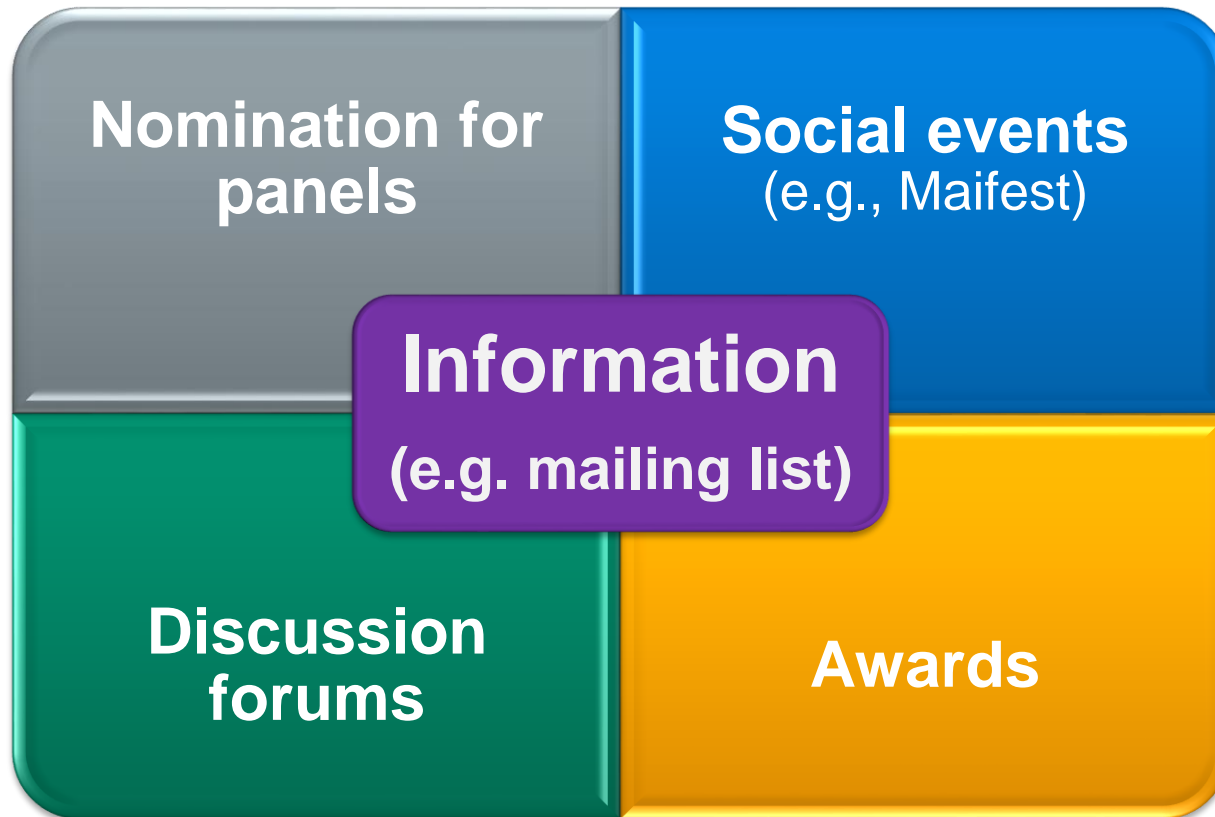 Nomination for
panels
Social events
(e.g., Maifest)
Information
(e.g. mailing list)
Discussion
forums
Awards